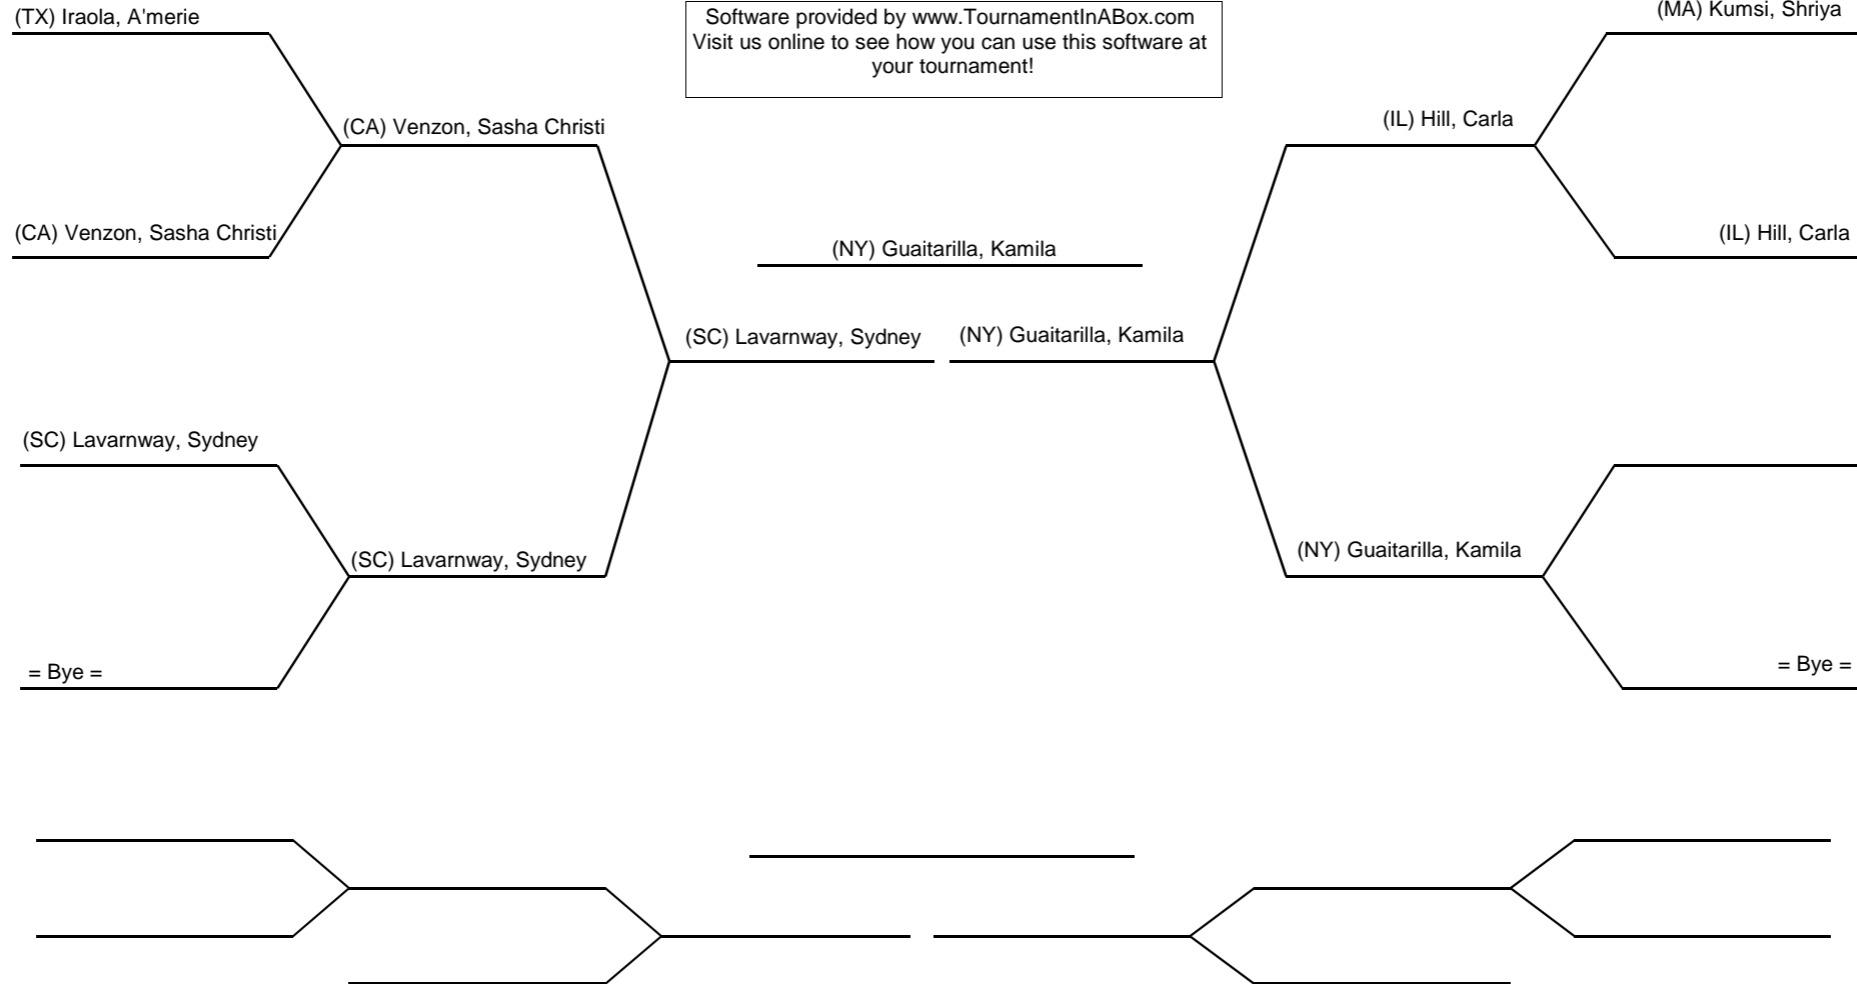 (TX) Iraola, A'merie
Software provided by www.TournamentInABox.com
Visit us online to see how you can use this software at
your tournament!
(MA) Kumsi, Shriya
(CA) Venzon, Sasha Christi
(IL) Hill, Carla
(CA) Venzon, Sasha Christi
(NY) Guaitarilla, Kamila
(IL) Hill, Carla
(SC) Lavarnway, Sydney
(NY) Guaitarilla, Kamila
(SC) Lavarnway, Sydney
(SC) Lavarnway, Sydney
(NY) Guaitarilla, Kamila
= Bye =
= Bye =